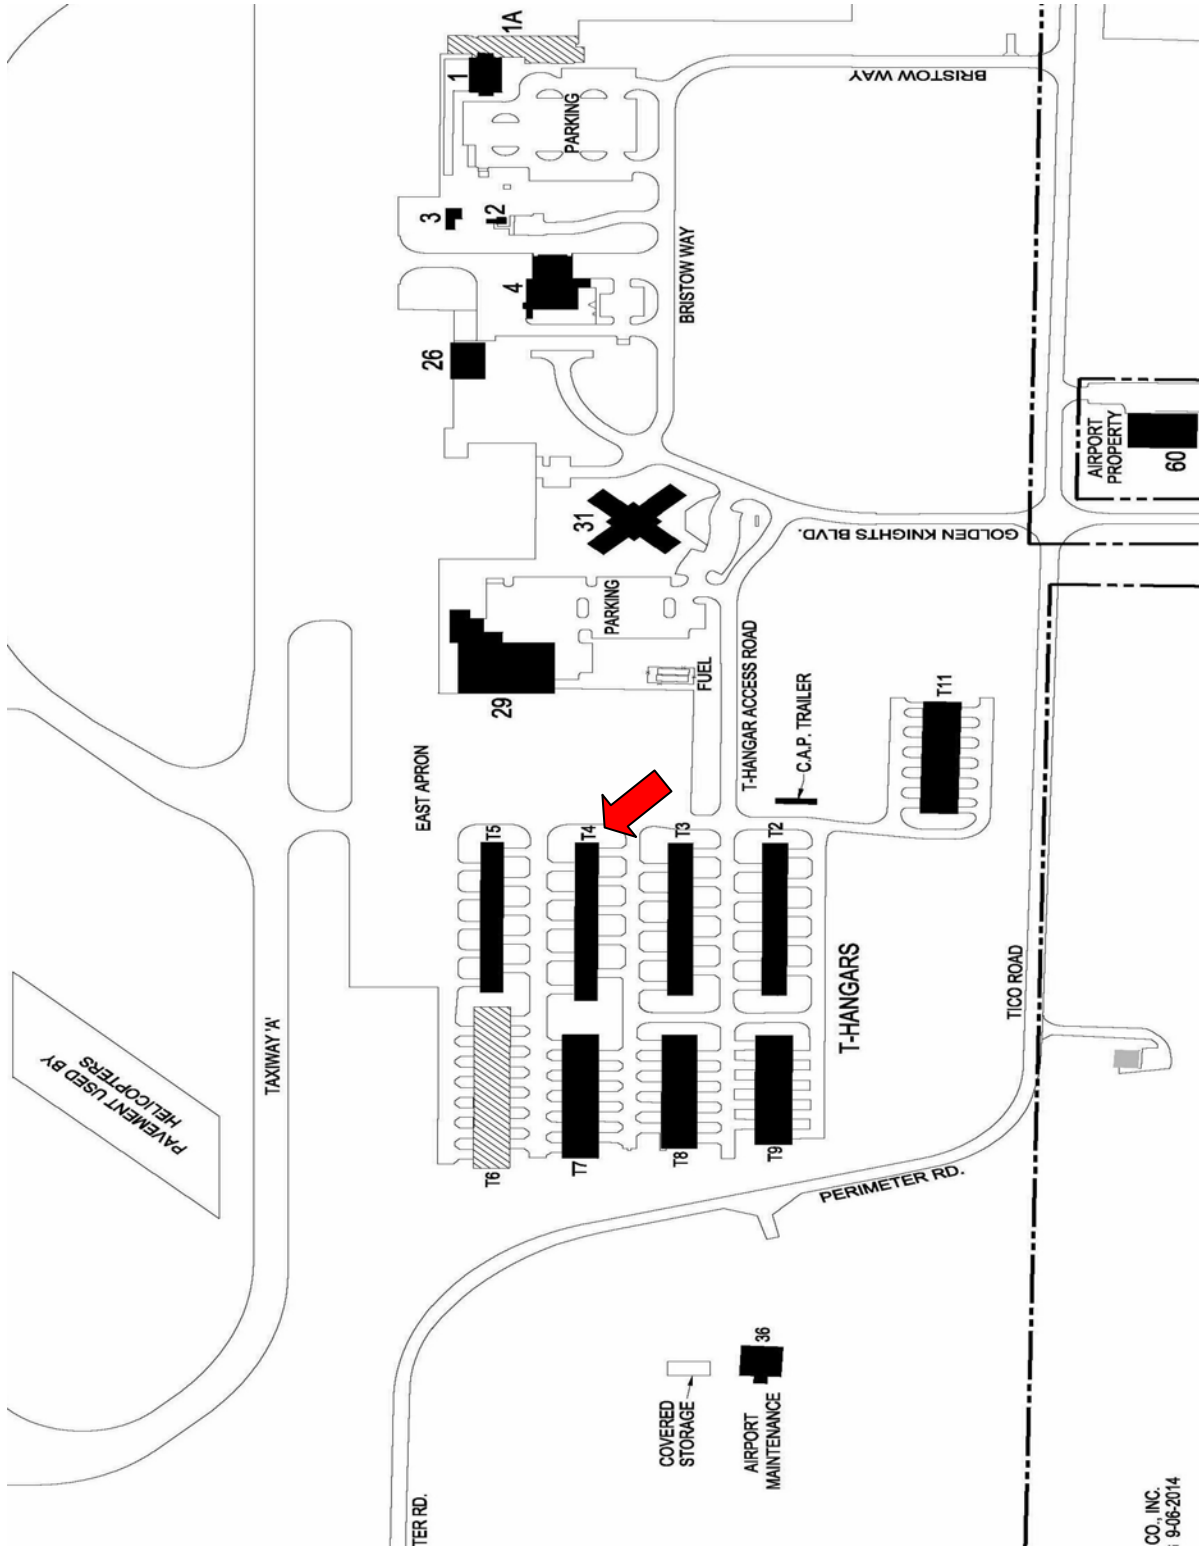 1A
1
PARKING
BRISTOW WAY
3
2
4
BRISTOW WAY
26
AIRPORT
PROPERTY
60
31
GOLDEN KNIGHTS BLVD.
PARKING
29
FUEL
T-HANGAR ACCESS ROAD
C.A.P. TRAILER
T11
EAST APRON
T5
T4
T3
T2
T-HANGARS
TICO ROAD
TAXIWAY 'A'
PAVEMENT USED BY
HELICOPTERS
T6
T7
T8
T9
PERIMETER RD.
COVERED
STORAGE
36
AIRPORT
MAINTENANCE
TER RD.
CO., INC.
9-06-2014